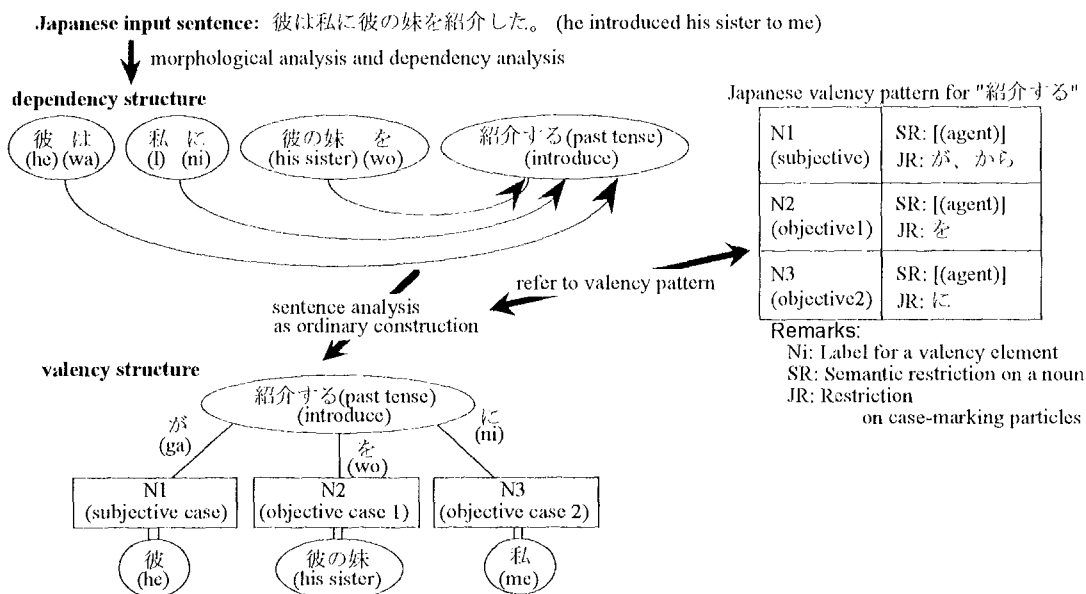 Japanese input sentence: 彼は私に彼の妹を紹介した。 (he introduced his sister to me)
morphological analysis and dependency analysis
dependency structure
彼 は
(he) (wa)
私 に
(I) (ni)
彼の妹 を
(his sister) (wo)
紹介する(past tense)
(introduce)
Japanese valency pattern for "紹介する"
N1
(subjective)
SR: [(agent)]
JR: が、から
N2
(objective1)
SR: [(agent)]
JR: を
N3
(objective2)
SR: [(agent)]
JR: に
Remarks:
Ni: Label for a valency element
SR: Semantic restriction on a noun
JR: Restriction
on case-marking particles
refer to valency pattern
sentence analysis
as ordinary construction
valency structure
紹介する(past tense)
(introduce)
が
(ga)
を
(wo)
に
(ni)
N1
(subjective case)
N2
(objective case 1)
N3
(objective case 2)
彼
(he)
彼の妹
(his sister)
私
(me)